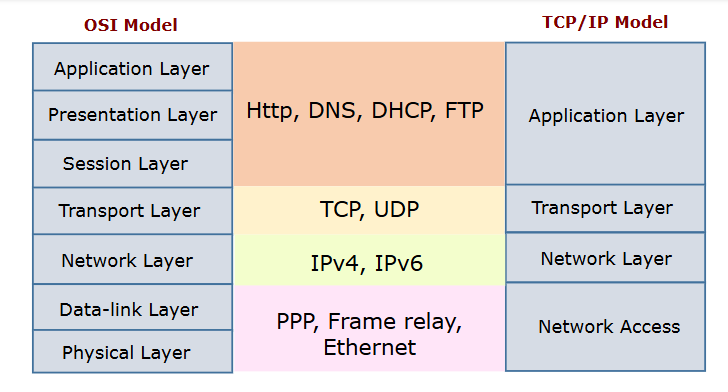 OSI Model
TCP/IP Model
Application Layer
Presentation Layer
Session Layer
Transport Layer
Network Layer
Data-link Layer
Physical Layer
Http, DNS, DHCP, FTP
TCP, UDP
IPv4, IPv6
PPP, Frame relay,
Ethernet
Application Layer
Transport Layer
Network Layer
Network Access